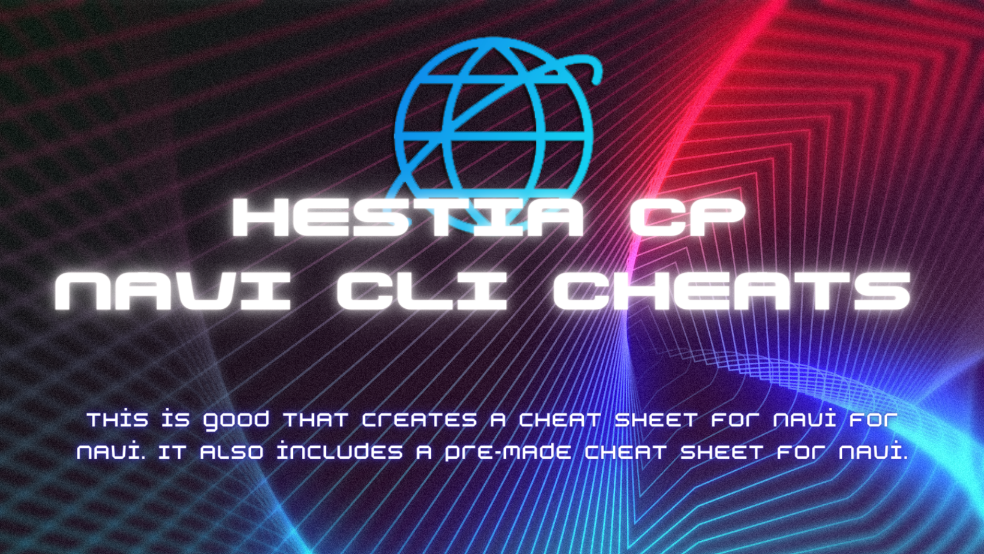 HESTIA CP
NAVI CLI CHEATS
THIS IS GOOD THAT CREATES A CHEAT SHEET FOR NAVI FOR
NAVI. IT ALSO INCLUDES A PRE-MADE CHEAT SHEET FOR NAVI.